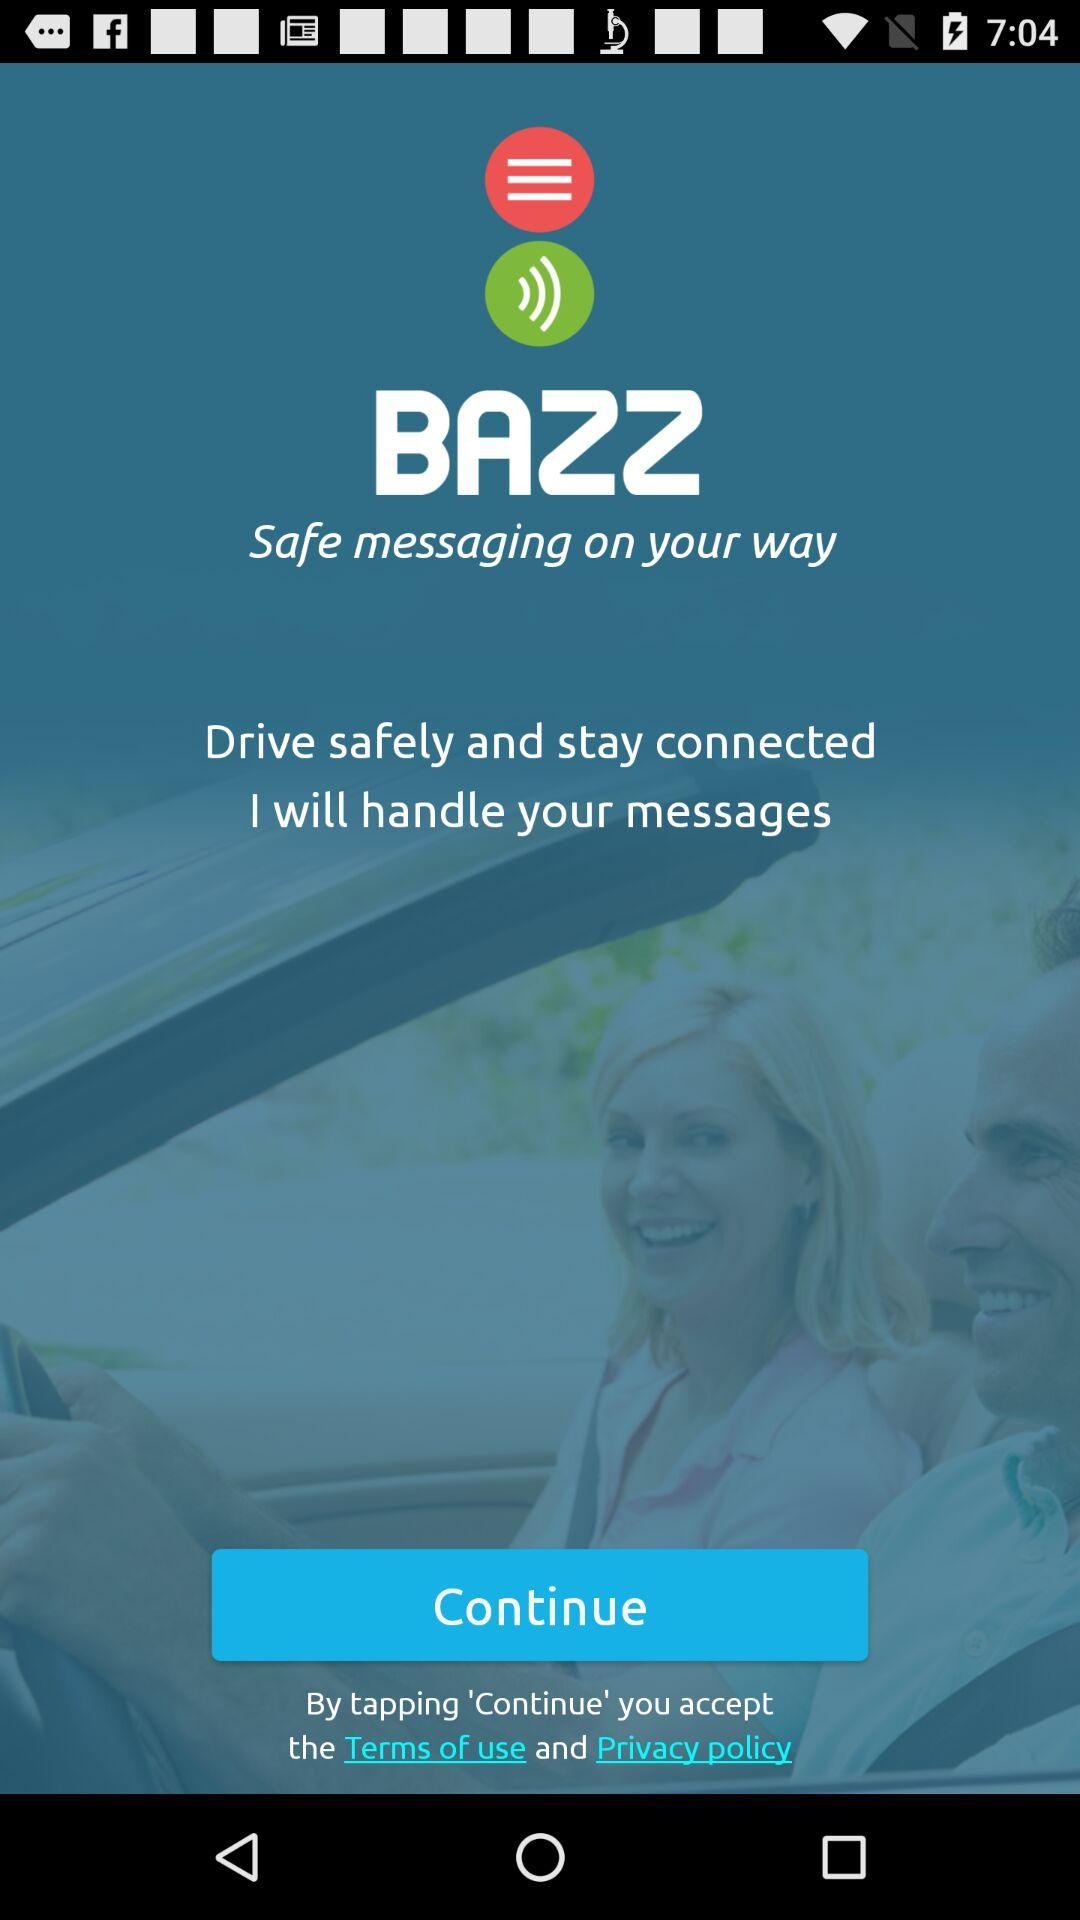 7:04
BAZZ
Safe messaging on your way
Drive safely and stay connected
I will handle your messages
Continue
By tapping 'Continue' you accept
the Terms of use and Privacy policy